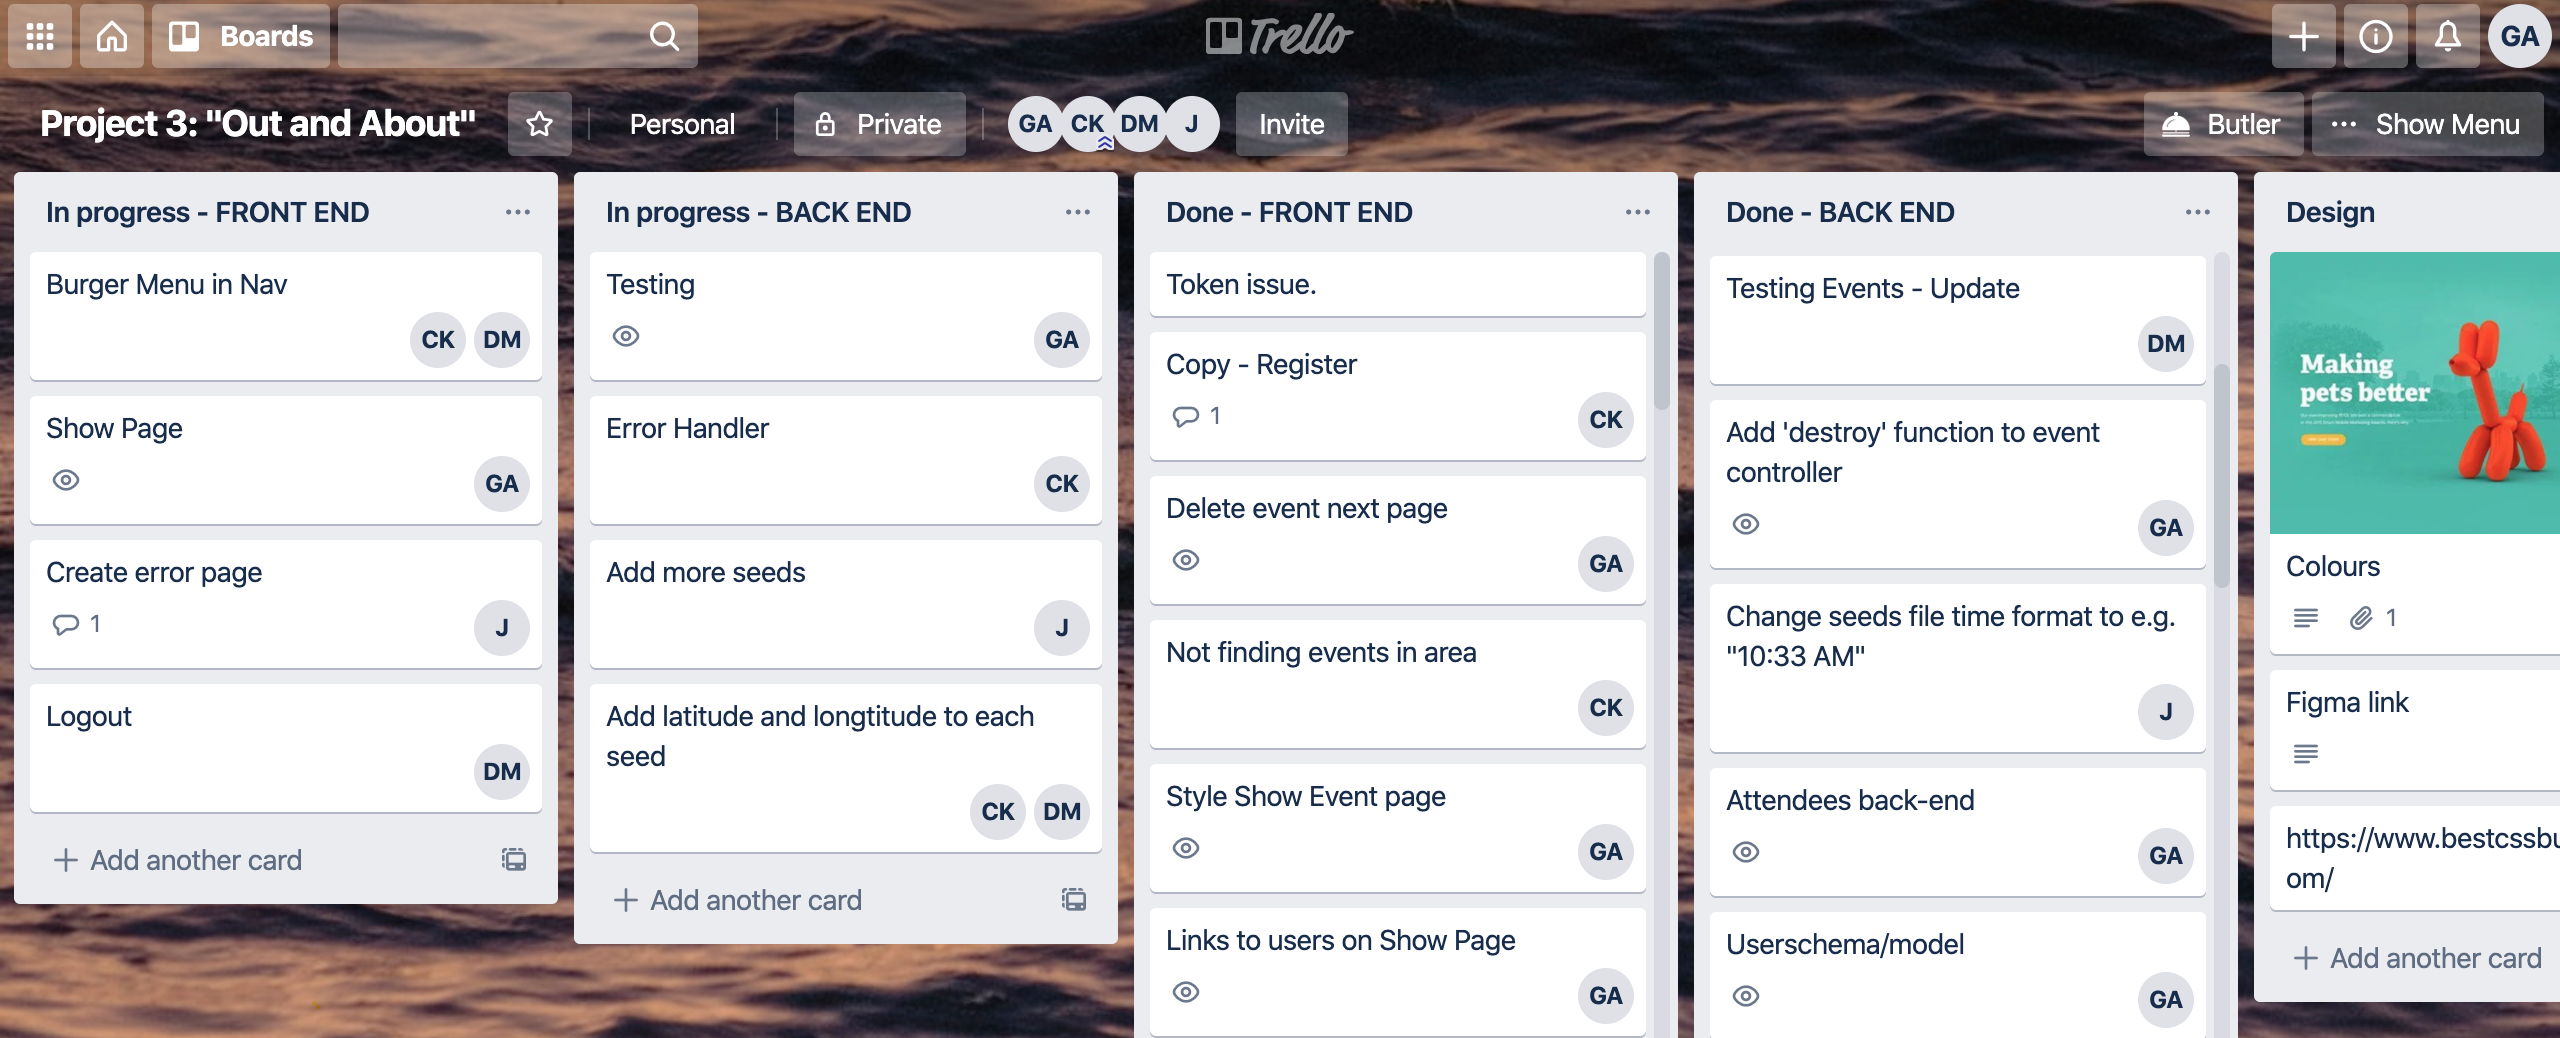 Boards
Trello
GA
Project 3: "Out and About"
Personal
Private
GA CK DM J
Invite
Butler
Show Menu
In progress - FRONT END
Burger Menu in Nav
CK DM
Show Page
GA
Create error page
1
J
Logout
DM
Add another card
In progress - BACK END
Testing
GA
Error Handler
CK
Add more seeds
J
Add latitude and longtitude to each
seed
CK DM
Add another card
Done - FRONT END
Token issue.
Copy - Register
1
CK
Delete event next page
GA
Not finding events in area
CK
Style Show Event page
GA
Links to users on Show Page
GA
Done - BACK END
Testing Events - Update
DM
Add 'destroy' function to event
controller
GA
Change seeds file time format to e.g.
"10:33 AM"
J
Attendees back-end
GA
Userschema/model
GA
Design
Making
pets better
Colours
1
Figma link
https://www.bestcssbu
om/
Add another card